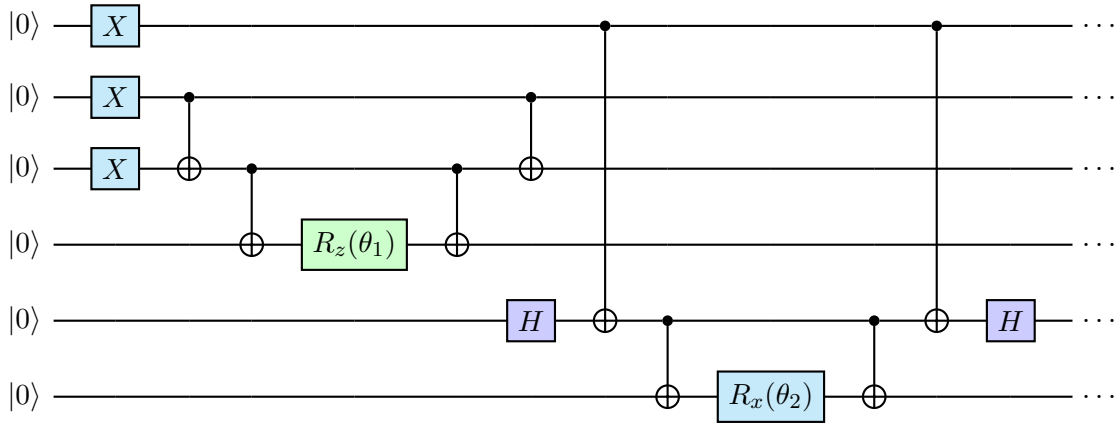 |0⟩ X ⋯
|0⟩ X ⋯
|0⟩ X ⋯
|0⟩ R_z(θ_1) ⋯
|0⟩ H H ⋯
|0⟩ R_x(θ_2) ⋯